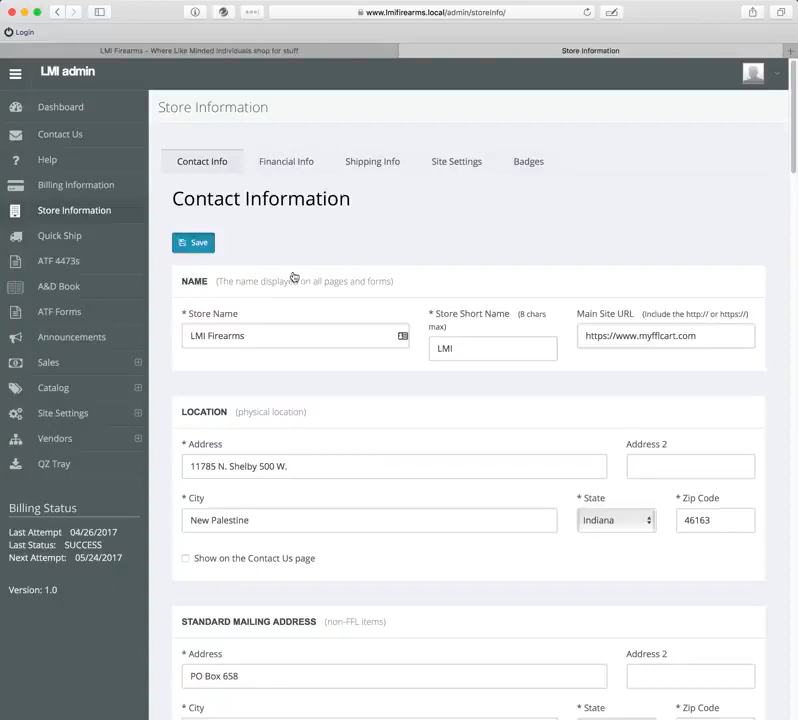 www.lmifirearms.local/admin/storeInfo/
Login
LMI Firearms - Where Like Minded Individuals shop for stuff
Store Information
LMI admin
Dashboard
Contact Us
Help
Billing Information
Store Information
Quick Ship
ATF 4473s
A&D Book
ATF Forms
Announcements
Sales
Catalog
Site Settings
Vendors
QZ Tray
Billing Status
Last Attempt 04/26/2017
Last Status: SUCCESS
Next Attempt: 05/24/2017
Version: 1.0
Store Information
Contact Info Financial Info Shipping Info Site Settings Badges
Contact Information
Save
NAME (The name displayed on all pages and forms)
* Store Name
LMI Firearms
* Store Short Name (8 chars
max)
LMI
Main Site URL (Include the http:// or https://)
https://www.myfflcart.com
LOCATION (physical location)
* Address Address 2
11785 N. Shelby 500 W.
* City * State * Zip Code
New Palestine Indiana 46163
Show on the Contact Us page
STANDARD MAILING ADDRESS (non-FFL items)
* Address Address 2
PO Box 658
* City * State * Zip Code